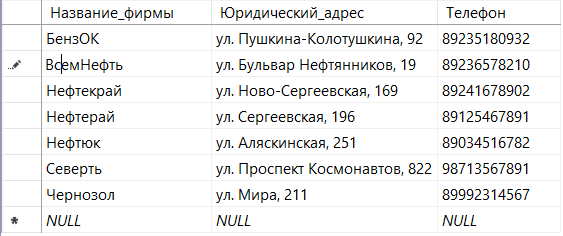 Название_фирмы Юридический_адрес Телефон
БензОК ул. Пушкина-Колотушкина, 92 89235180932
ВсемНефть ул. Бульвар Нефтянников, 19 89236578210
Нефтекрай ул. Ново-Сергеевская, 169 89241678902
Нефтерай ул. Сергеевская, 196 89125467891
Нефтюк ул. Аляскинская, 251 89034516782
Северть ул. Проспект Космонавтов, 822 98713567891
Чернозол ул. Мира, 211 89992314567
NULL NULL NULL